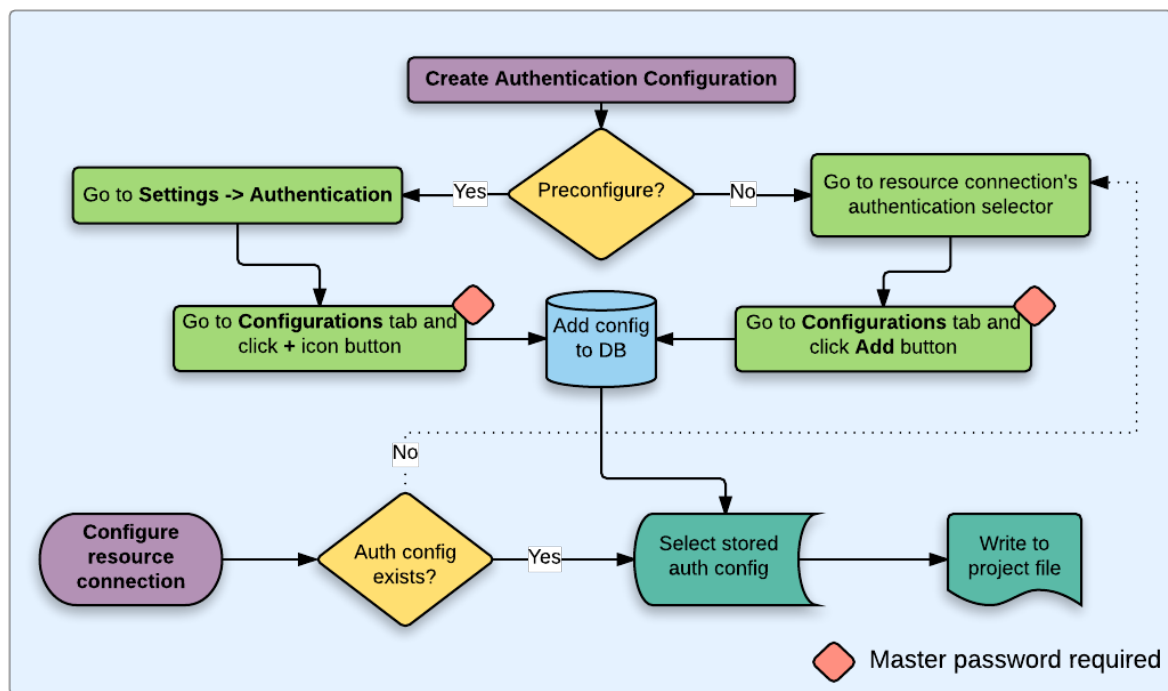 Create Authentication Configuration
Preconfigure?
Yes
No
Go to Settings -> Authentication
Go to resource connection's
authentication selector
Go to Configurations tab and
click + icon button
Add config
to DB
Go to Configurations tab and
click Add button
No
Configure
resource
connection
Auth config
exists?
Yes
Select stored
auth config
Write to
project file
Master password required